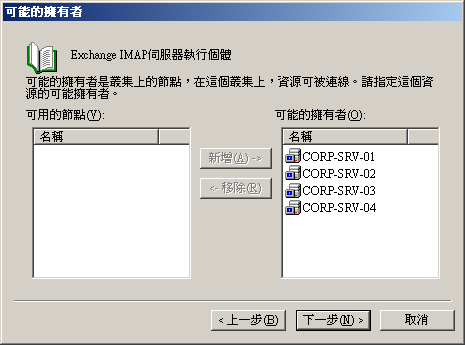 可能的擁有者
Exchange IMAP伺服器執行個體
可能的擁有者是叢集上的節點，在這個叢集上，資源可被連線。請指定這個資
源的可能擁有者。
可用的節點(V):
可能的擁有者(O):
名稱
名稱
新增(A) ->
<- 移除(R)
CORP-SRV-01
CORP-SRV-02
CORP-SRV-03
CORP-SRV-04
< 上一步(B)
下一步(N) >
取消